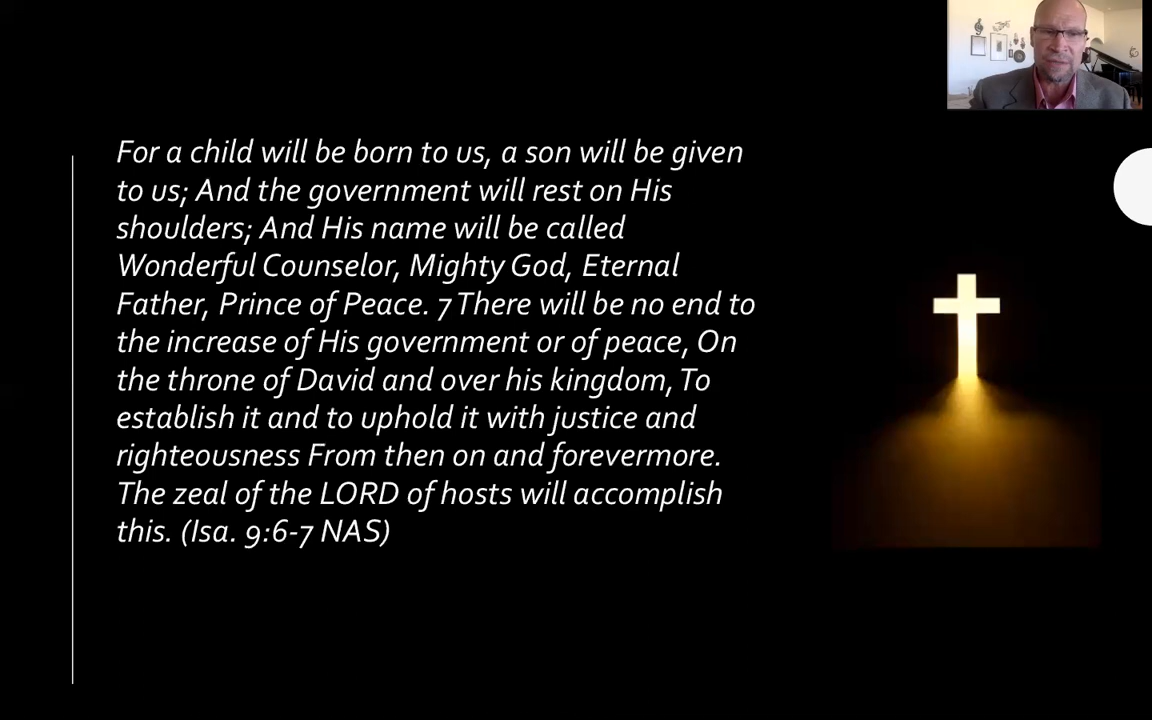 For a child will be born to us, a son will be given
to us; And the government will rest on His
shoulders; And His name will be called
Wonderful Counselor, Mighty God, Eternal
Father, Prince of Peace. 7 There will be no end to
the increase of His government or of peace, On
the throne of David and over his kingdom, To
establish it and to uphold it with justice and
righteousness From then on and forevermore.
The zeal of the LORD of hosts will accomplish
this. (Isa. 9:6-7 NAS)